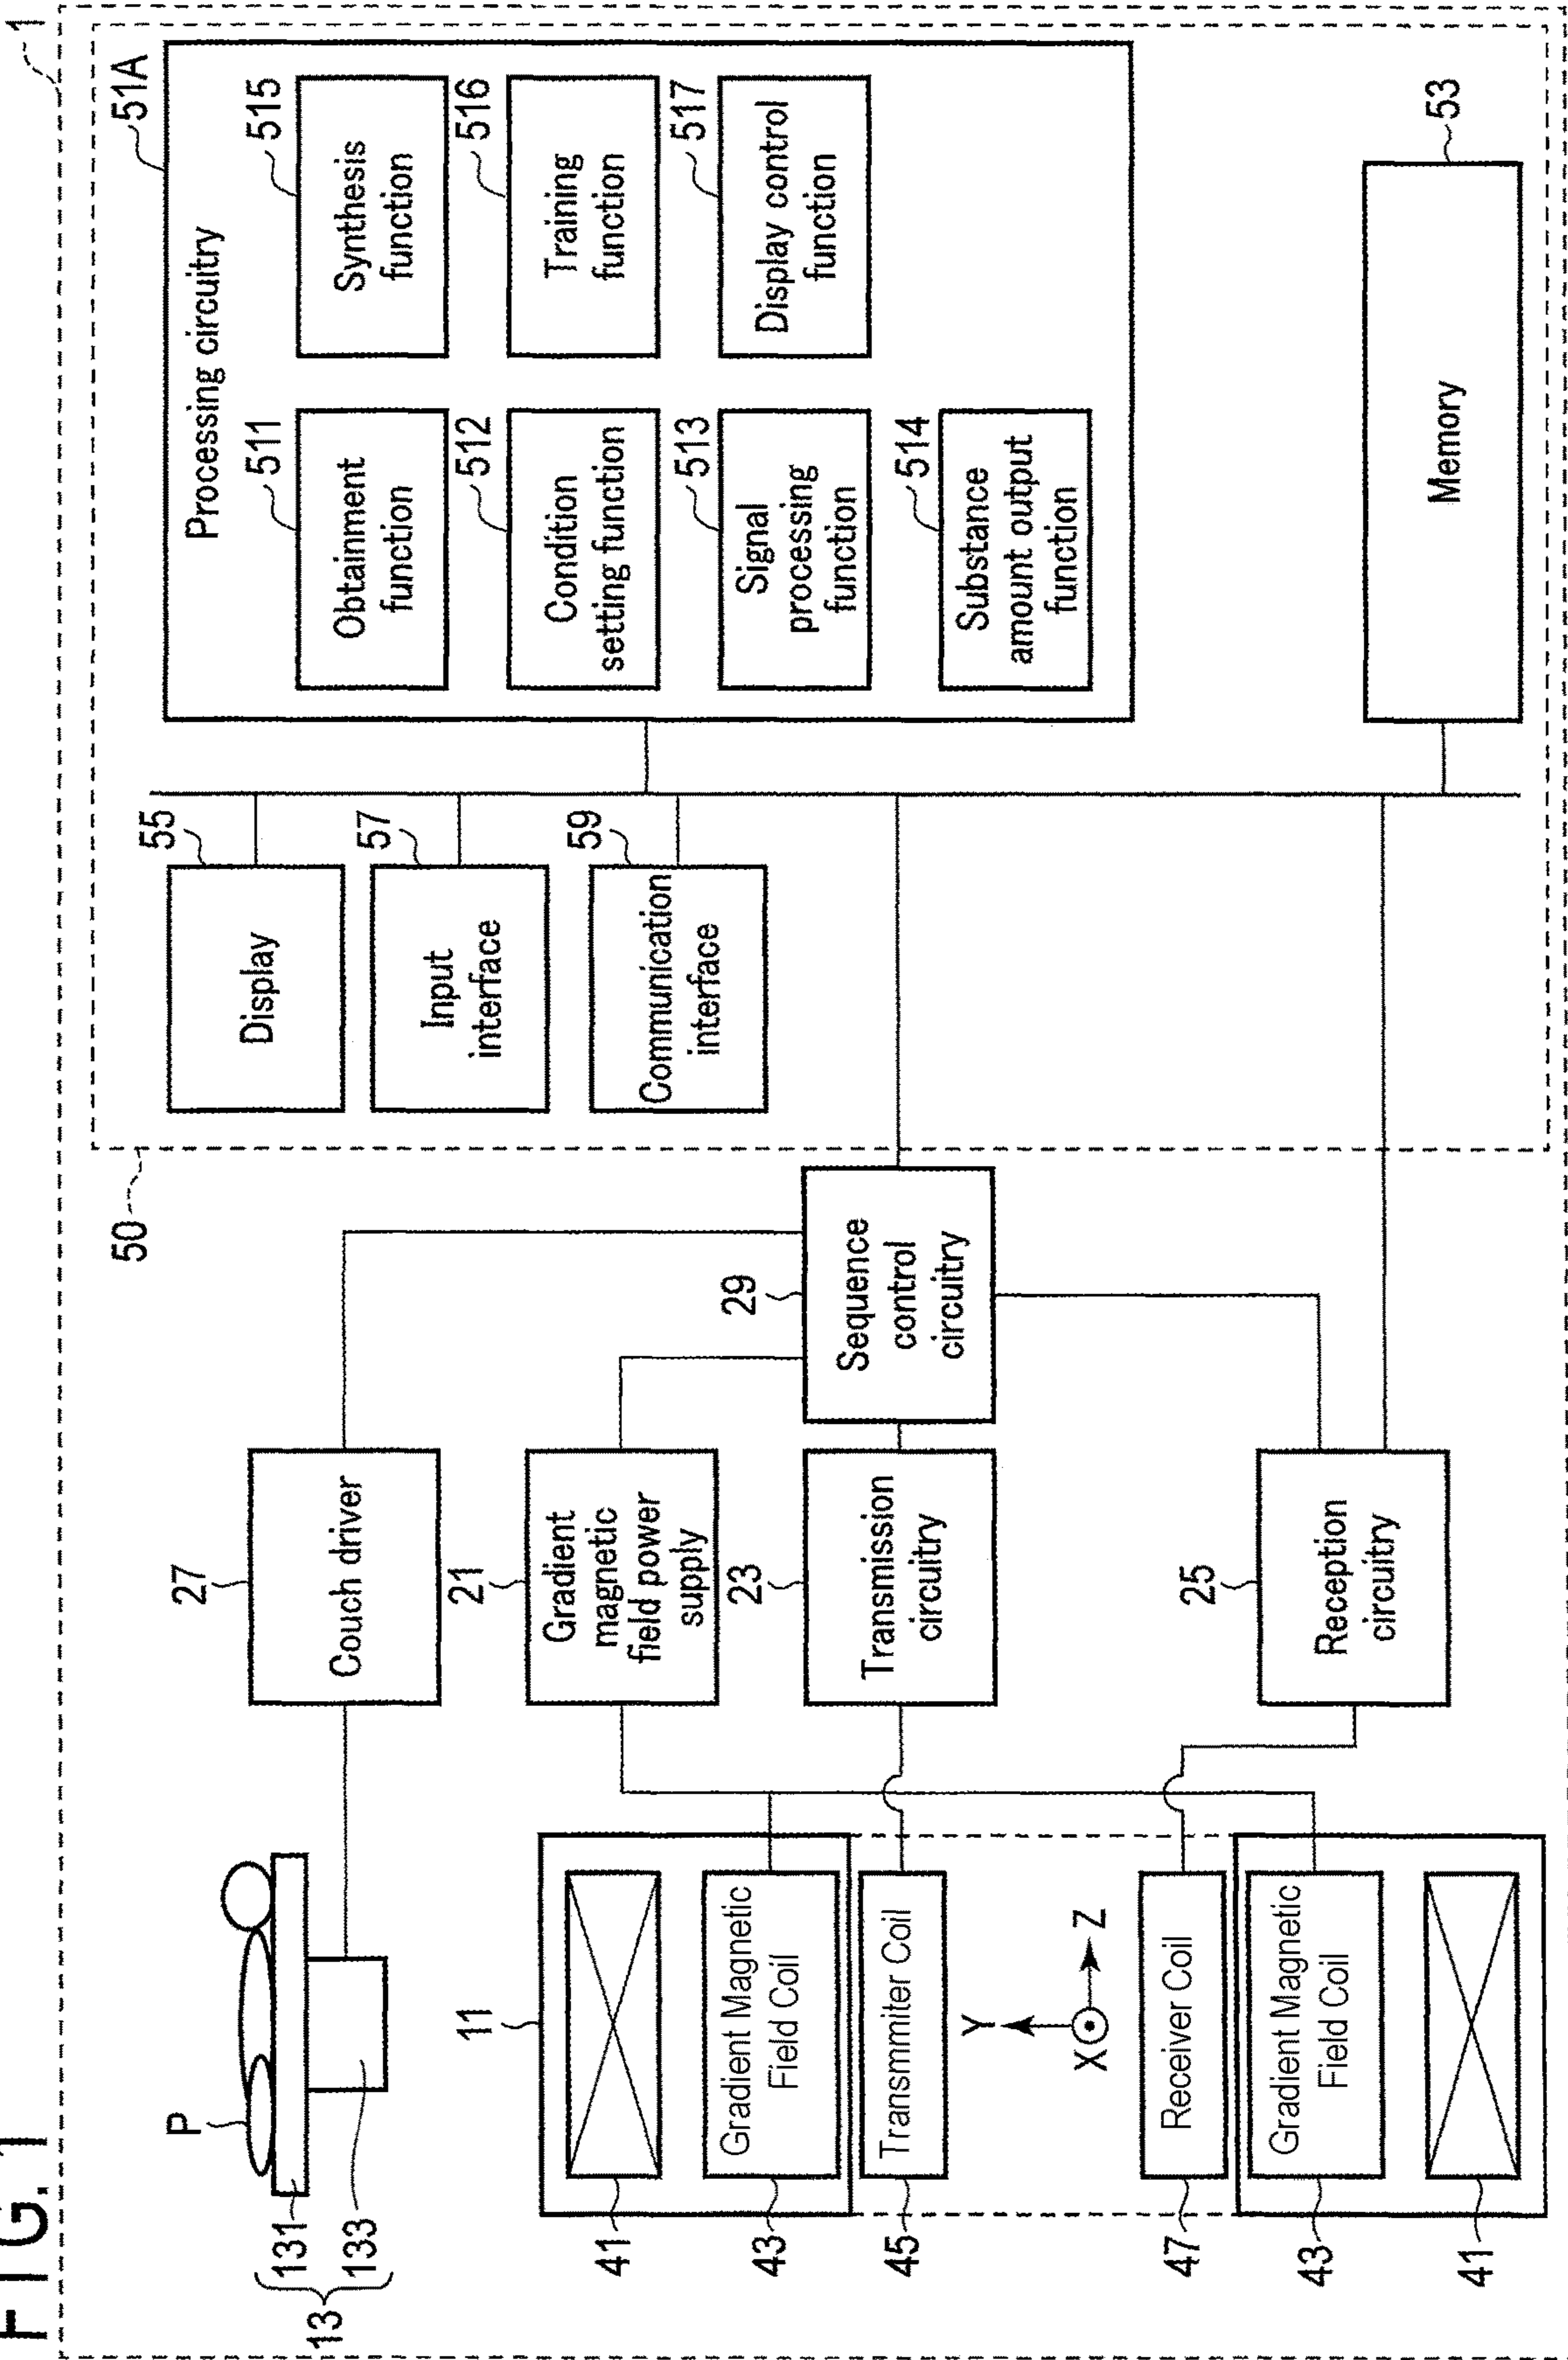 FIG. 1
1
P
131
133
13
27
Couch driver
50
55
Display
57
Input
interface
59
Communication
interface
51A
Processing circuitry
511
Obtainment
function
515
Synthesis
function
512
Condition
setting function
516
Training
function
513
Signal
processing
function
517
Display control
function
514
Substance
amount output
function
53
Memory
11
21
Gradient
magnetic
field power
supply
29
Sequence
control
circuitry
23
Transmission
circuitry
25
Reception
circuitry
41
43
Gradient Magnetic
Field Coil
45
Transmmiter Coil
Y
X
Z
47
Receiver Coil
43
Gradient Magnetic
Field Coil
41